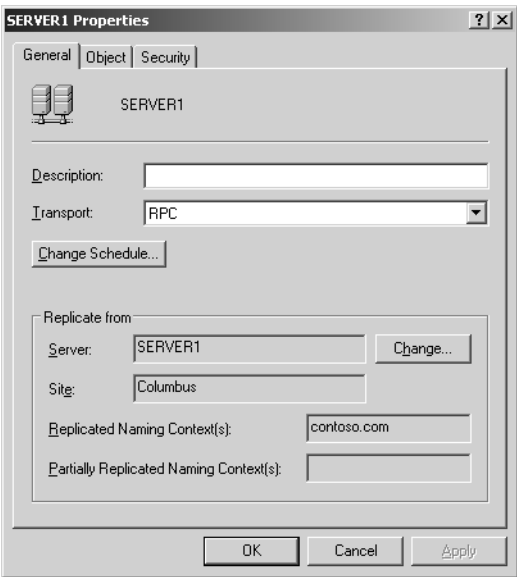 SERVER1 Properties
General Object Security
SERVER1
Description:
Transport: RPC
Change Schedule...
Replicate from
Server: SERVER1 Change...
Site: Columbus
Replicated Naming Context(s): contoso.com
Partially Replicated Naming Context(s):
OK Cancel Apply